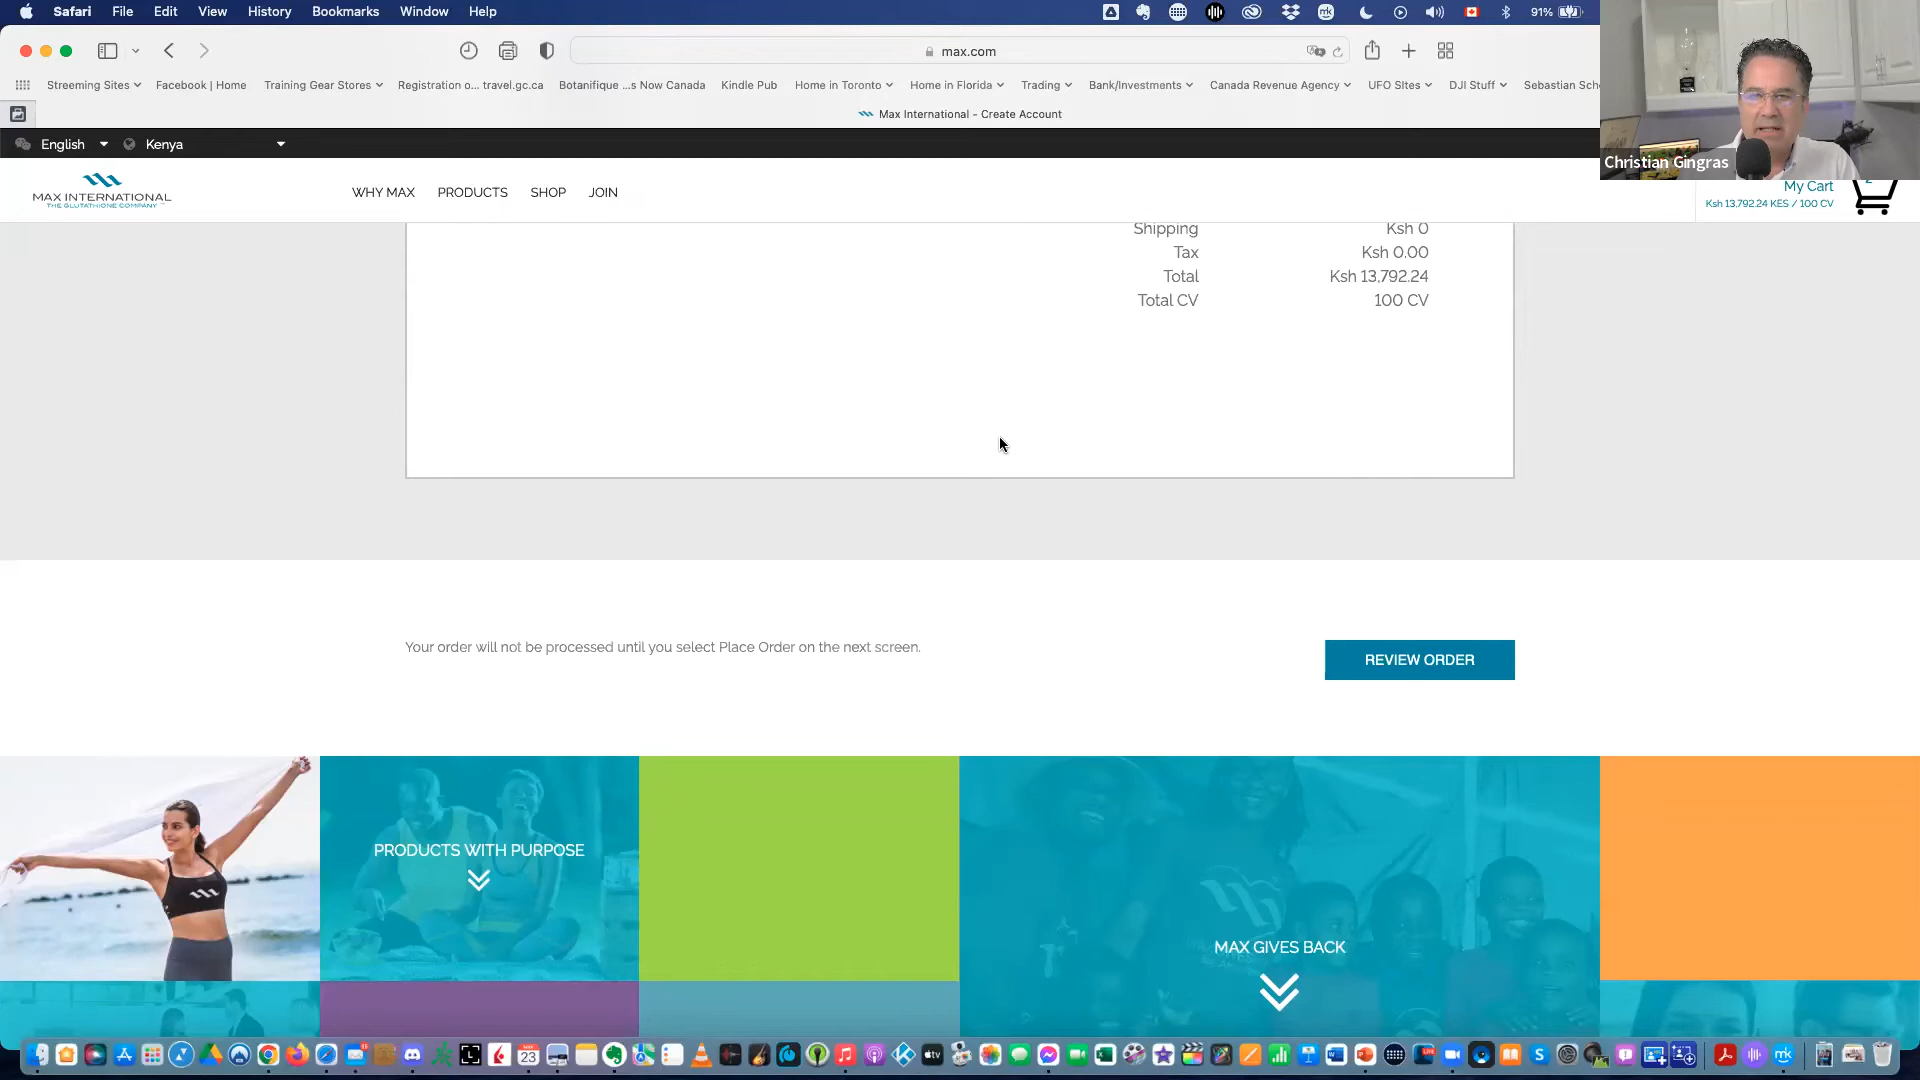 Safari File Edit View History Bookmarks Window Help 91%
max.com
Streeming Sites Facebook | Home Training Gear Stores Registration o... travel.gc.ca Botanifique ...s Now Canada Kindle Pub Home in Toronto Home in Florida Trading Bank/Investments Canada Revenue Agency UFO SItes DJI Stuff Sebastian Sch
Max International - Create Account
English Kenya
Christian Gingras
MAX INTERNATIONAL
THE GLUTATHIONE COMPANY
WHY MAX PRODUCTS SHOP JOIN
My Cart
Ksh 13,792.24 KES / 100 CV
Shipping Ksh 0
Tax Ksh 0.00
Total Ksh 13,792.24
Total CV 100 CV
Your order will not be processed until you select Place Order on the next screen.
REVIEW ORDER
PRODUCTS WITH PURPOSE
MAX GIVES BACK
23